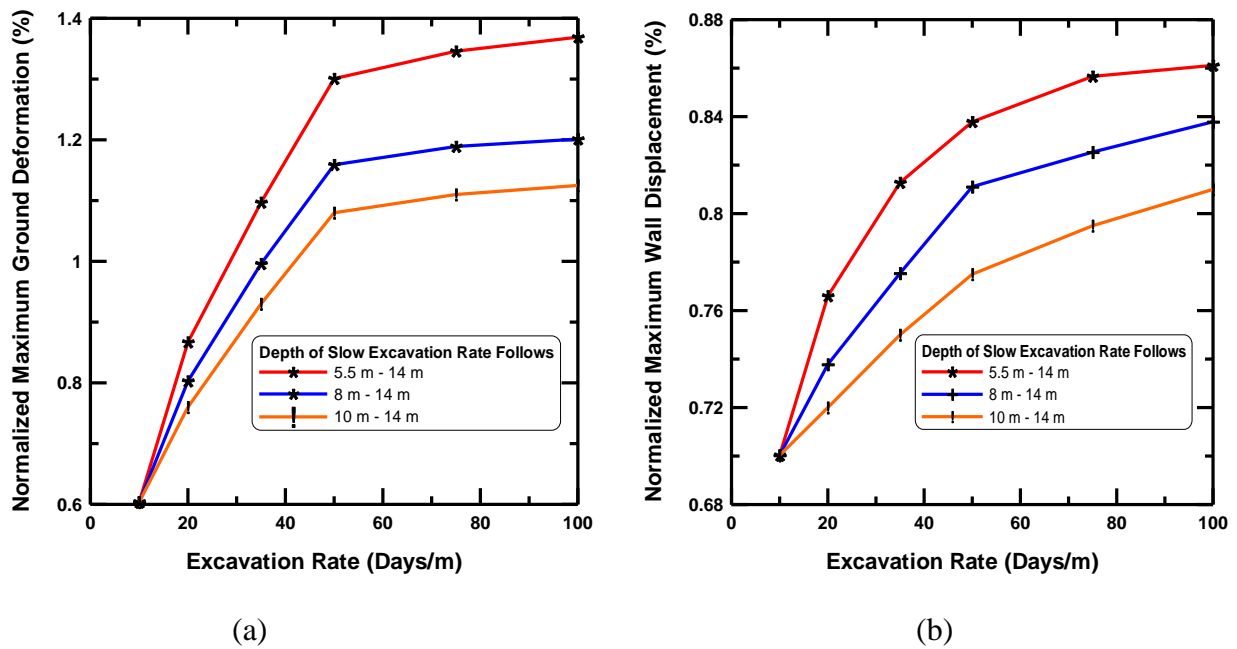 Normalized Maximum Ground Deformation (%)
1.4
1.2
1
0.8
0.6
0
20
40
60
80
100
Depth of Slow Excavation Rate Follows
5.5 m - 14 m
8 m - 14 m
10 m - 14 m
Excavation Rate (Days/m)
(a)
Normalized Maximum Wall Displacement (%)
0.88
0.84
0.8
0.76
0.72
0.68
0
20
40
60
80
100
Depth of Slow Excavation Rate Follows
5.5 m - 14 m
8 m - 14 m
10 m - 14 m
Excavation Rate (Days/m)
(b)